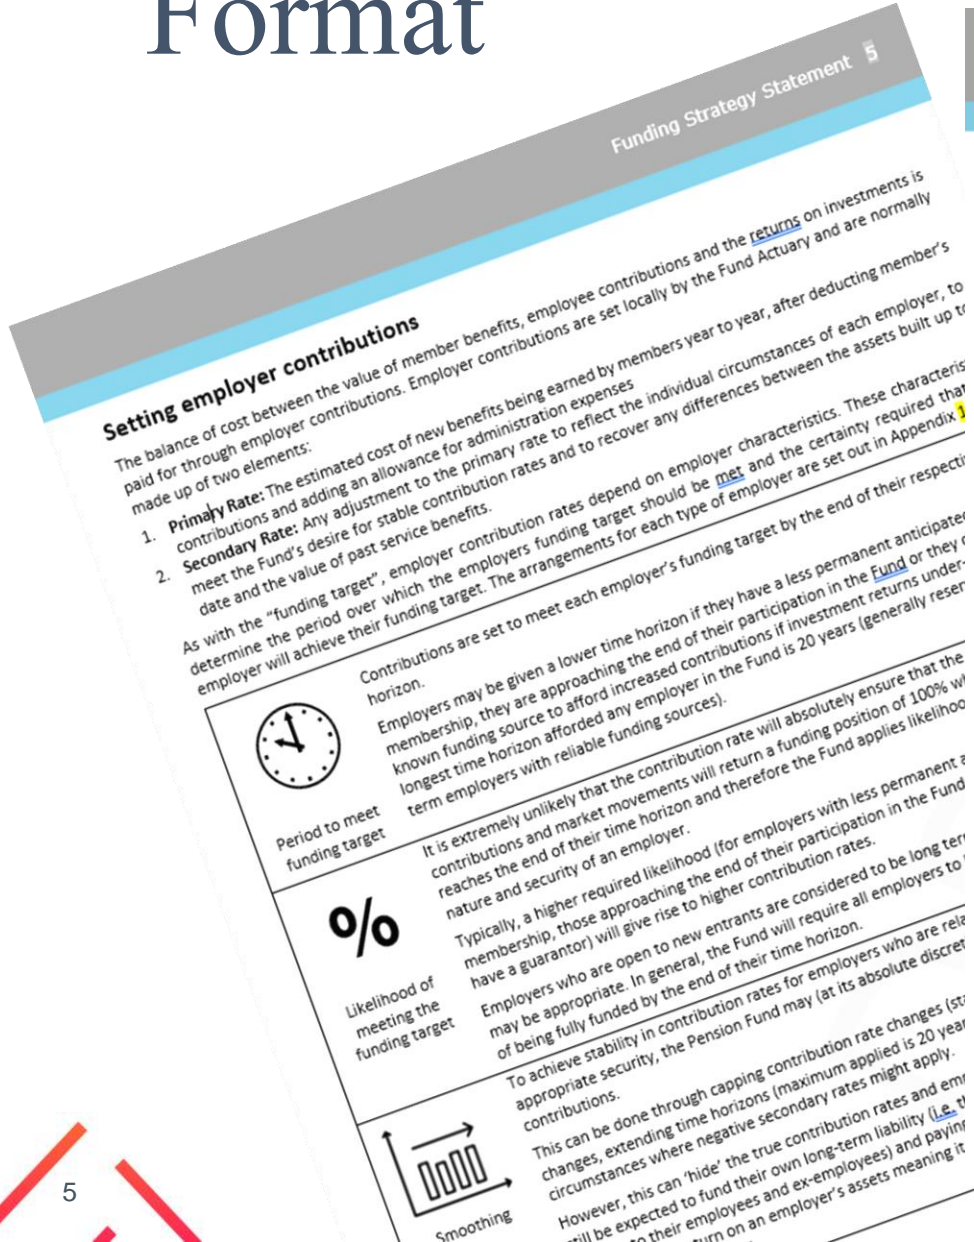 Format
Funding Strategy Statement 5
Setting employer contributions
The balance of cost between the value of member benefits, employee contributions and the returns on investments is
paid for through employer contributions. Employer contributions are set locally by the Fund Actuary and are normally
made up of two elements:
1. Primary Rate: The estimated cost of new benefits being earned by members year to year, after deducting member's
contributions and adding an allowance for administration expenses
2. Secondary Rate: Any adjustment to the primary rate to reflect the individual circumstances of each employer, to
meet the Fund's desire for stable contribution rates and to recover any differences between the assets built up to
date and the value of past service benefits.
As with the "funding target", employer contribution rates depend on employer characteristics. These characteris
determine the period over which the employers funding target should be met and the certainty required that
employer will achieve their funding target. The arrangements for each type of employer are set out in Appendix 1
Contributions are set to meet each employer's funding target by the end of their respecti
horizon.
Employers may be given a lower time horizon if they have a less permanent anticipated
membership, they are approaching the end of their participation in the Fund or they
known funding source to afford increased contributions if investment returns under-
longest time horizon afforded any employer in the Fund is 20 years (generally reser
term employers with reliable funding sources).
Period to meet
funding target
It is extremely unlikely that the contribution rate will absolutely ensure that the
contributions and market movements will return a funding position of 100% wh
reaches the end of their time horizon and therefore the Fund applies likelihoo
nature and security of an employer.
Typically, a higher required likelihood (for employers with less permanent a
membership, those approaching the end of their participation in the Fund
have a guarantor) will give rise to higher contribution rates.
Employers who are open to new entrants are considered to be long ter
may be appropriate. In general, the Fund will require all employers to
of being fully funded by the end of their time horizon.
%
Likelihood of
meeting the
funding target
To achieve stability in contribution rates for employers who are rela
appropriate security, the Pension Fund may (at its absolute discret
contributions.
This can be done through capping contribution rate changes (sta
changes, extending time horizons (maximum applied is 20 year
circumstances where negative secondary rates might apply.
However, this can 'hide' the true contribution rates and em
still be expected to fund their own long-term liability (i.e. t
to their employees and ex-employees) and paying
urn on an employer's assets meaning it
Smoothing
5